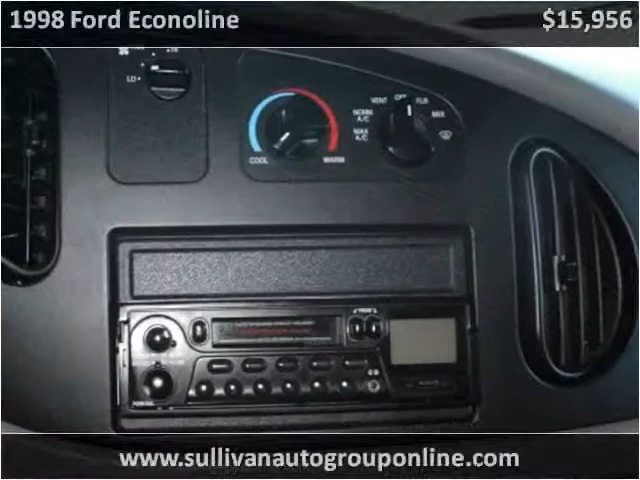 1998 Ford Econoline $15,956
LO
COOL WARM
VENT OFF FLR
NORM A/C MIX
MAX A/C
www.sullivanautogrouponline.com